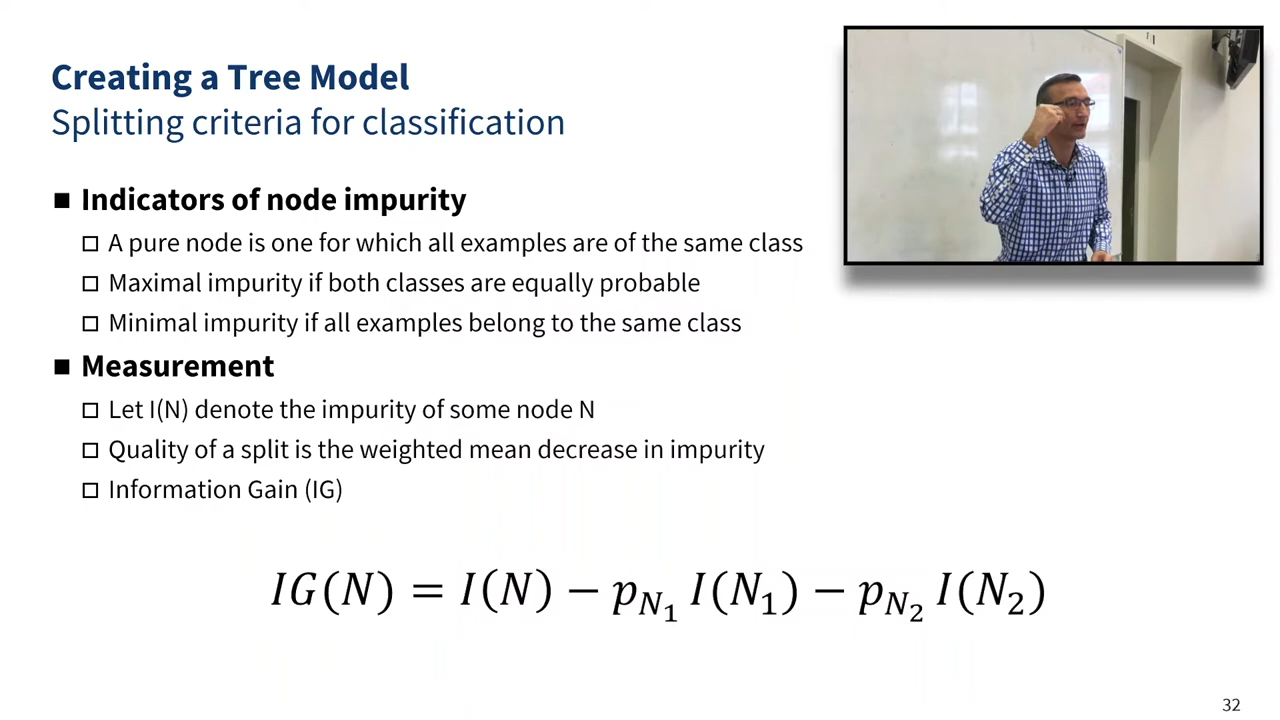 Creating a Tree Model
Splitting criteria for classification
■ Indicators of node impurity
□ A pure node is one for which all examples are of the same class
□ Maximal impurity if both classes are equally probable
□ Minimal impurity if all examples belong to the same class
■ Measurement
□ Let I(N) denote the impurity of some node N
□ Quality of a split is the weighted mean decrease in impurity
□ Information Gain (IG)
IG(N) = I(N) − p_{N_1} I(N_1) − p_{N_2} I(N_2)
32